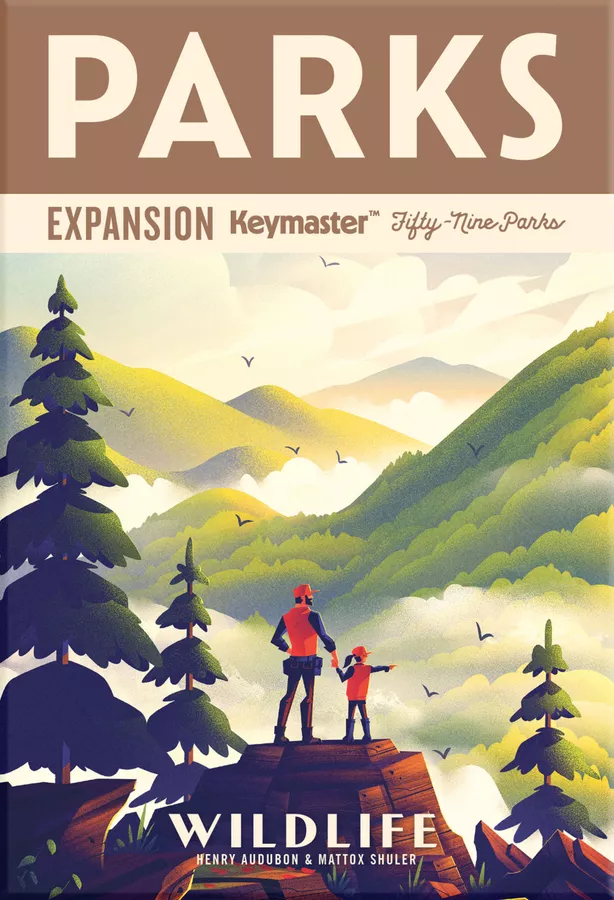 PARKS
EXPANSION Keymaster™ Fifty-Nine Parks
WILDLIFE
HENRY AUDUBON & MATTOX SHULER